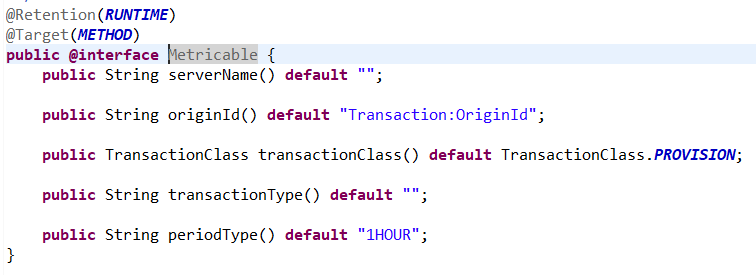 @Retention(RUNTIME)
@Target(METHOD)
public @interface Metricable {
public String serverName() default "";
public String originId() default "Transaction:OriginId";
public TransactionClass transactionClass() default TransactionClass.PROVISION;
public String transactionType() default "";
public String periodType() default "1HOUR";
}